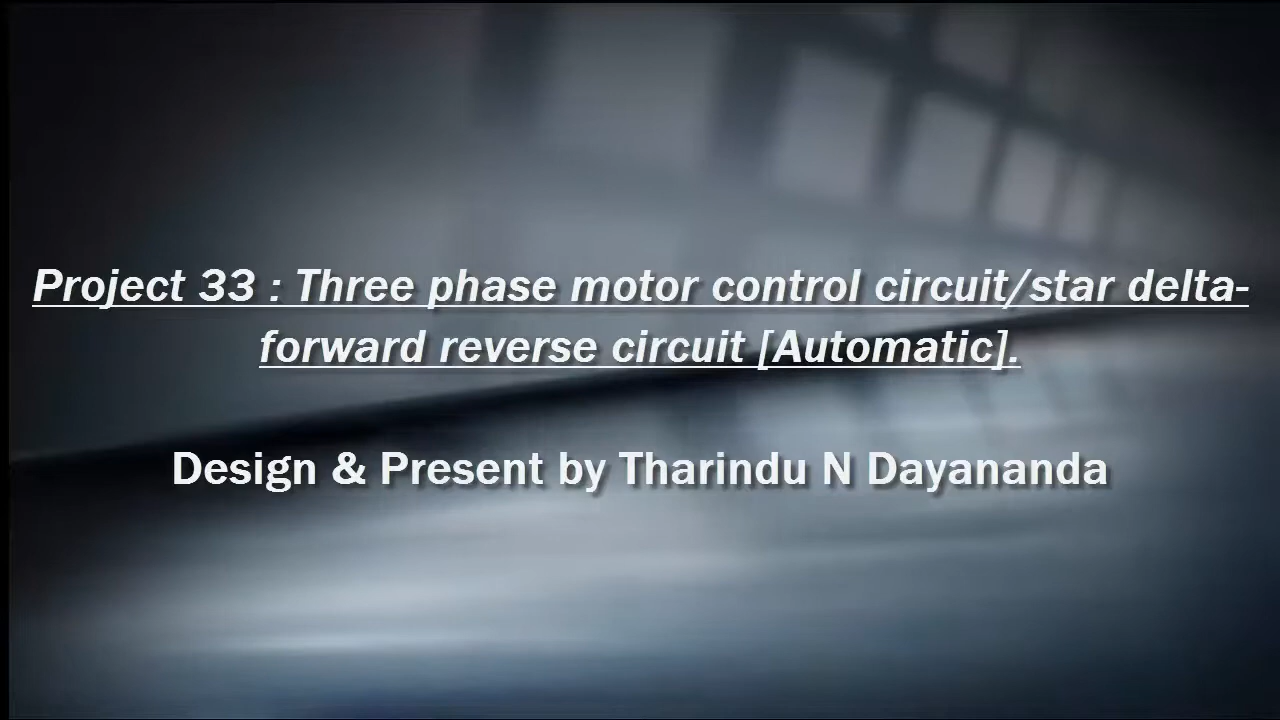 Project 33 : Three phase motor control circuit/star delta-
forward reverse circuit [Automatic].
Design & Present by Tharindu N Dayananda